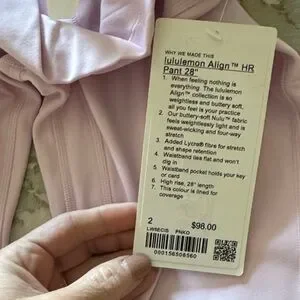 WHY WE MADE THIS
lululemon Align™ HR
Pant 28"
1. When feeling nothing is
everything. The lululemon
Align™ collection is so
weightless and buttery soft,
all you feel is your practice
2. Our buttery-soft Nulu™ fabric
feels weightlessly light and is
sweat-wicking and four-way
stretch
3. Added Lycra® fibre for stretch
and shape retention
4. Waistband lies flat and won't
dig in
5. Waistband pocket holds your key
or card
6. High rise, 28" length
7. This colour is lined for
coverage
2 $98.00
LW5ECIS PNKO
000156508560